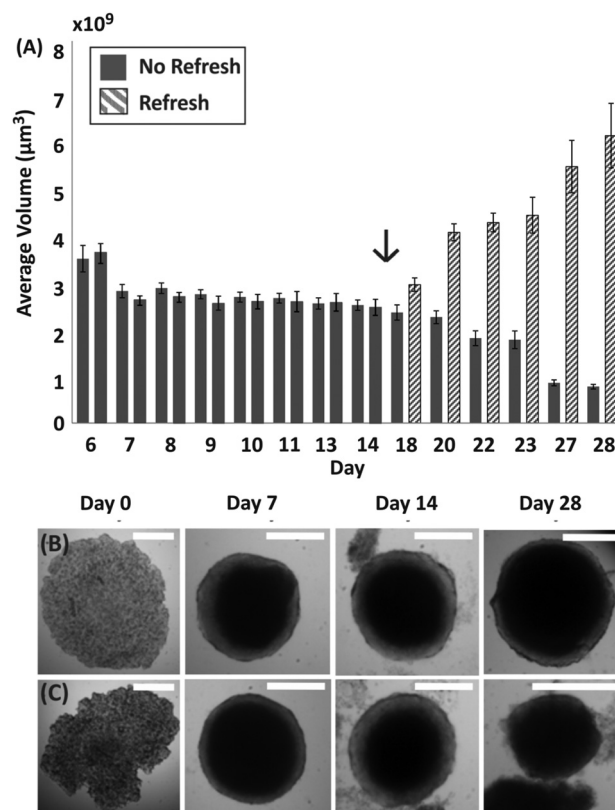 x10⁹
(A)
8
7
6
5
4
3
2
1
0
Average Volume (µm³)
No Refresh
Refresh
6 7 8 9 10 11 13 14 18 20 22 23 27 28
Day
Day 0 Day 7 Day 14 Day 28
(B)
(C)